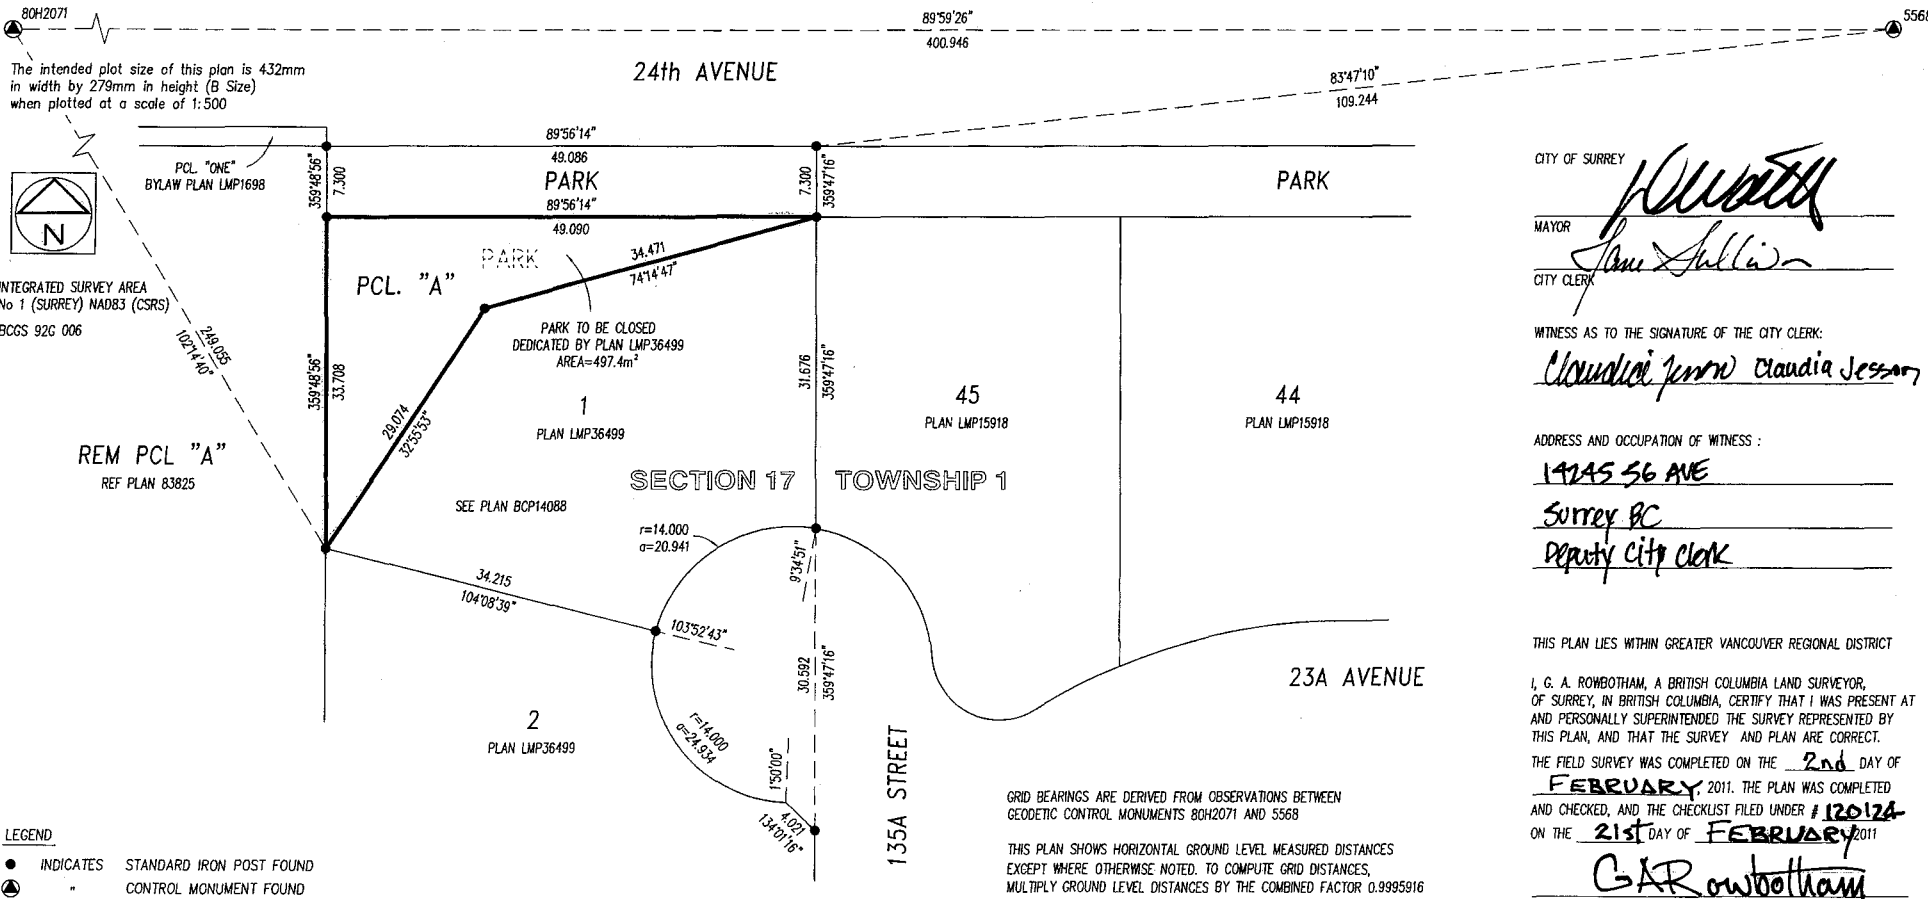 80H2071
89°59'26"
400.946
5568
The intended plot size of this plan is 432mm
in width by 279mm in height (B Size)
when plotted at a scale of 1:500
24th AVENUE
83°47'10"
109.244
PCL. "ONE"
BYLAW PLAN LMP1698
89°56'14"
49.086
359°48'56"
7.300
PARK
7.300
359°47'16"
PARK
89°56'14"
49.090
N
PARK
34.471
74°14'47"
PCL. "A"
INTEGRATED SURVEY AREA
No 1 (SURREY) NAD83 (CSRS)
BCGS 92G 006
PARK TO BE CLOSED
DEDICATED BY PLAN LMP36499
AREA=497.4m²
249.055
102°14'40"
359°48'56"
33.708
31.676
359°47'16"
29.074
32°55'53"
1
PLAN LMP36499
45
PLAN LMP15918
44
PLAN LMP15918
REM PCL "A"
REF PLAN 83825
SECTION 17 TOWNSHIP 1
SEE PLAN BCP14088
r=14.000
a=20.941
9°34'51"
34.215
104°08'39"
103°52'43"
30.592
359°47'16"
23A AVENUE
2
PLAN LMP36499
r=14.000
a=24.934
1°50'00"
4.021
134°01'16"
135A STREET
GRID BEARINGS ARE DERIVED FROM OBSERVATIONS BETWEEN
GEODETIC CONTROL MONUMENTS 80H2071 AND 5568
THIS PLAN SHOWS HORIZONTAL GROUND LEVEL MEASURED DISTANCES
EXCEPT WHERE OTHERWISE NOTED. TO COMPUTE GRID DISTANCES,
MULTIPLY GROUND LEVEL DISTANCES BY THE COMBINED FACTOR 0.9995916
LEGEND
INDICATES STANDARD IRON POST FOUND
" CONTROL MONUMENT FOUND
CITY OF SURREY
MAYOR
Jane Sullivan
CITY CLERK
WITNESS AS TO THE SIGNATURE OF THE CITY CLERK:
Claudia Jesson
ADDRESS AND OCCUPATION OF WITNESS :
14245 56 AVE
Surrey BC
Deputy City Clerk
THIS PLAN LIES WITHIN GREATER VANCOUVER REGIONAL DISTRICT
I, G. A. ROWBOTHAM, A BRITISH COLUMBIA LAND SURVEYOR,
OF SURREY, IN BRITISH COLUMBIA, CERTIFY THAT I WAS PRESENT AT
AND PERSONALLY SUPERINTENDED THE SURVEY REPRESENTED BY
THIS PLAN, AND THAT THE SURVEY AND PLAN ARE CORRECT.
THE FIELD SURVEY WAS COMPLETED ON THE 2nd DAY OF
FEBRUARY, 2011. THE PLAN WAS COMPLETED
AND CHECKED, AND THE CHECKLIST FILED UNDER # 120124
ON THE 21st DAY OF FEBRUARY 2011
GARowbotham